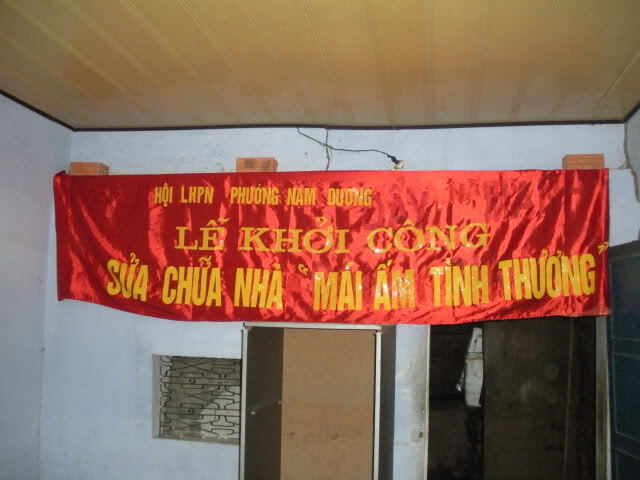 HỘI LHPN PHƯỜNG NAM DƯƠNG
LỄ KHỞI CÔNG
SỬA CHỮA NHÀ "MÁI ẤM TÌNH THƯƠNG"